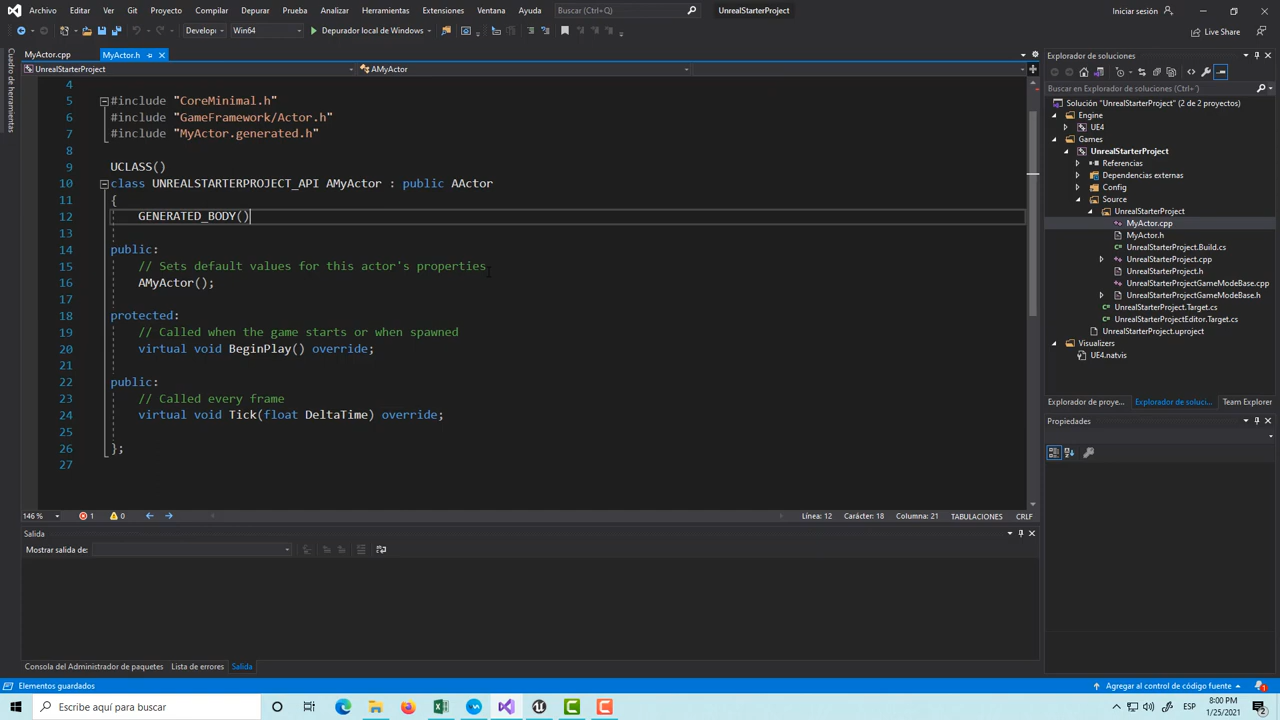 Archivo Editar Ver Git Proyecto Compilar Depurar Prueba Analizar Herramientas Extensiones Ventana Ayuda Buscar (Ctrl+Q) UnrealStarterProject Iniciar sesión
Develop Win64 Depurador local de Windows Live Share
Cuadro de herramientas
MyActor.cpp MyActor.h
UnrealStarterProject AMyActor
4
5 #include "CoreMinimal.h"
6 #include "GameFramework/Actor.h"
7 #include "MyActor.generated.h"
8
9 UCLASS()
10 class UNREALSTARTERPROJECT_API AMyActor : public AActor
11 {
12 GENERATED_BODY()
13
14 public:
15 // Sets default values for this actor's properties
16 AMyActor();
17
18 protected:
19 // Called when the game starts or when spawned
20 virtual void BeginPlay() override;
21
22 public:
23 // Called every frame
24 virtual void Tick(float DeltaTime) override;
25
26 };
27
146 % 1 0 Línea: 12 Carácter: 18 Columna: 21 TABULACIONES CRLF
Salida
Mostrar salida de:
Consola del Administrador de paquetes Lista de errores Salida
Explorador de soluciones
Buscar en Explorador de soluciones (Ctrl+´)
Solución "UnrealStarterProject" (2 de 2 proyectos)
Engine
UE4
Games
UnrealStarterProject
Referencias
Dependencias externas
Config
Source
UnrealStarterProject
MyActor.cpp
MyActor.h
UnrealStarterProject.Build.cs
UnrealStarterProject.cpp
UnrealStarterProject.h
UnrealStarterProjectGameModeBase.cpp
UnrealStarterProjectGameModeBase.h
UnrealStarterProject.Target.cs
UnrealStarterProjectEditor.Target.cs
UnrealStarterProject.uproject
Visualizers
UE4.natvis
Explorador de proye... Explorador de soluci... Team Explorer
Propiedades
Elementos guardados Agregar al control de código fuente 1
Escribe aquí para buscar ESP 8:00 PM
1/25/2021 2